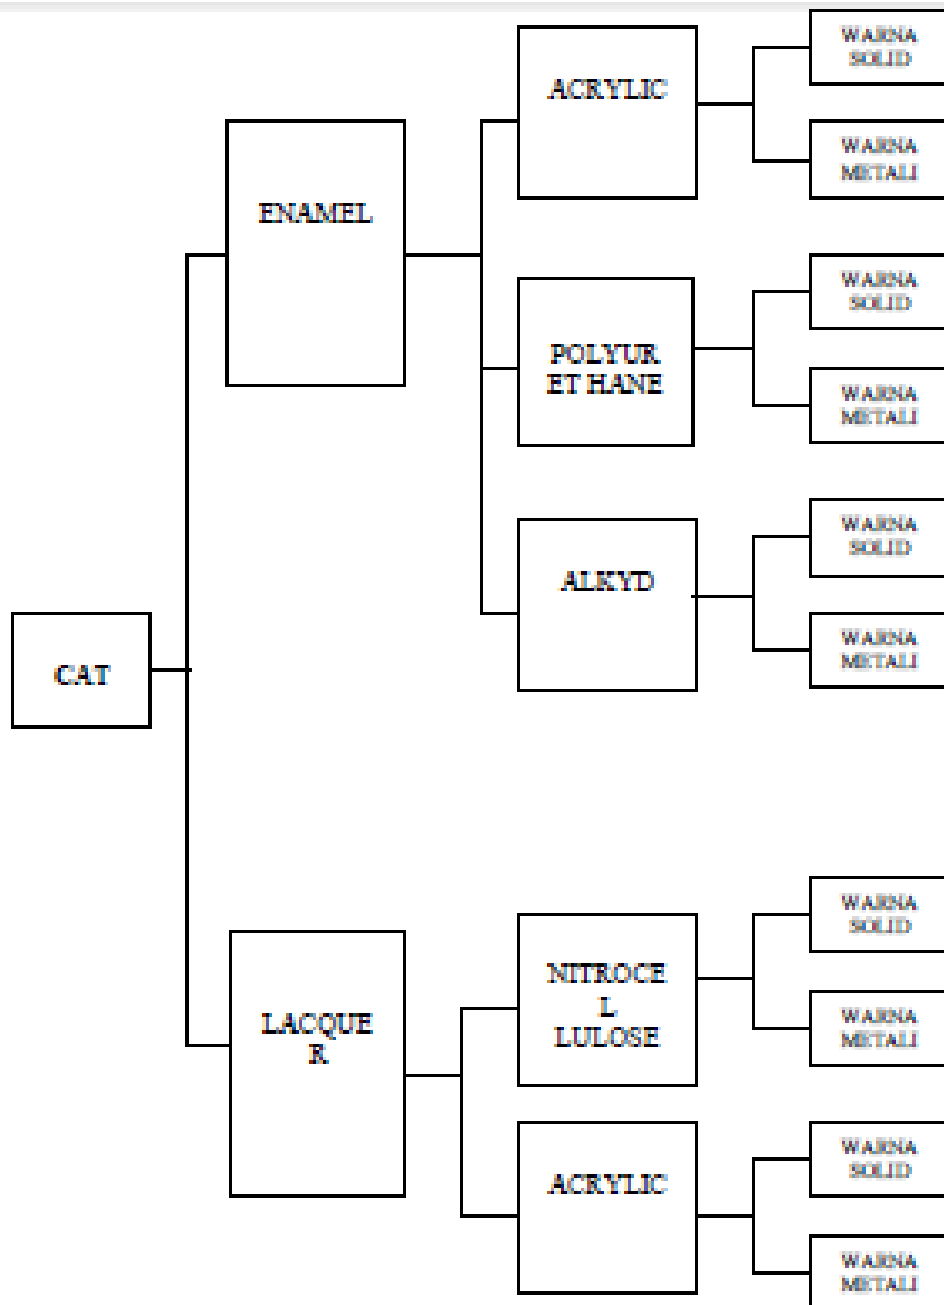 WARNA
SOLID
ACRYLIC
WARNA
METALI
ENAMEL
WARNA
SOLID
POLYUR
ET HANE
WARNA
METALI
WARNA
SOLID
ALKYD
WARNA
METALI
CAT
WARNA
SOLID
NITROCE
L
LULOSE
WARNA
METALI
LACQUE
R
WARNA
SOLID
ACRYLIC
WARNA
METALI